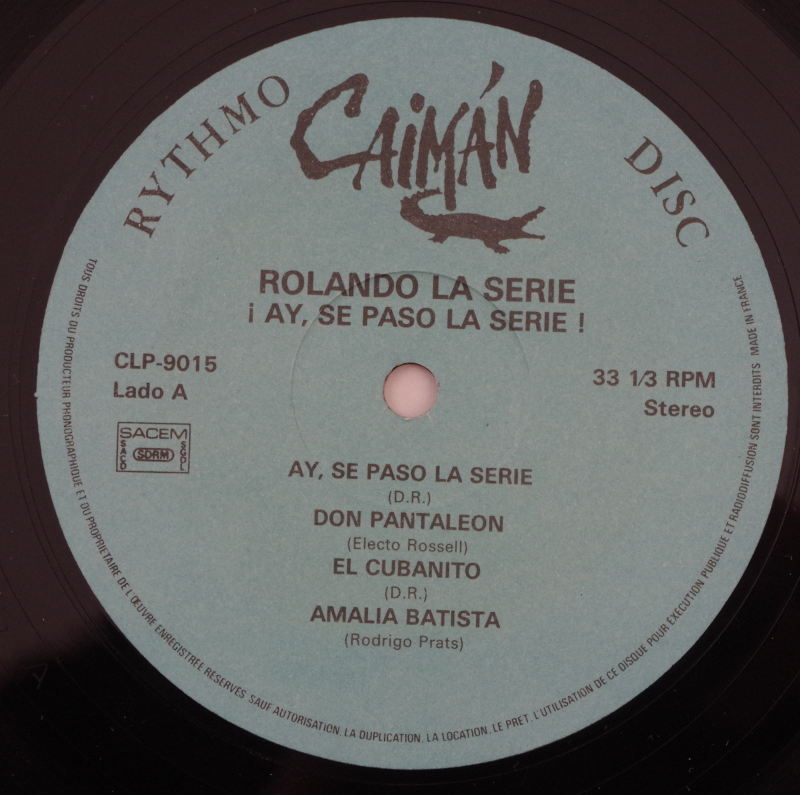 RYTHMO DISC
CAIMÁN
ROLANDO LA SERIE
¡ AY, SE PASO LA SERIE !
CLP-9015
Lado A
33 1/3 RPM
Stereo
SACEM
SACD
SDRM
SGDL
AY, SE PASO LA SERIE
(D.R.)
DON PANTALEON
(Electo Rossell)
EL CUBANITO
(D.R.)
AMALIA BATISTA
(Rodrigo Prats)
TOUS DROITS DU PRODUCTEUR PHONOGRAPHIQUE ET DU PROPRIETAIRE DE L'ŒUVRE ENREGISTREE RESERVES. SAUF AUTORISATION, LA DUPLICATION, LA LOCATION, LE PRET, L'UTILISATION DE CE DISQUE POUR EXECUTION PUBLIQUE ET RADIODIFFUSION SONT INTERDITS MADE IN FRANCE